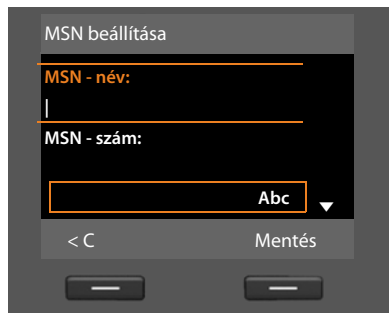 MSN beállítása
MSN - név:
MSN - szám:
Abc
< C Mentés